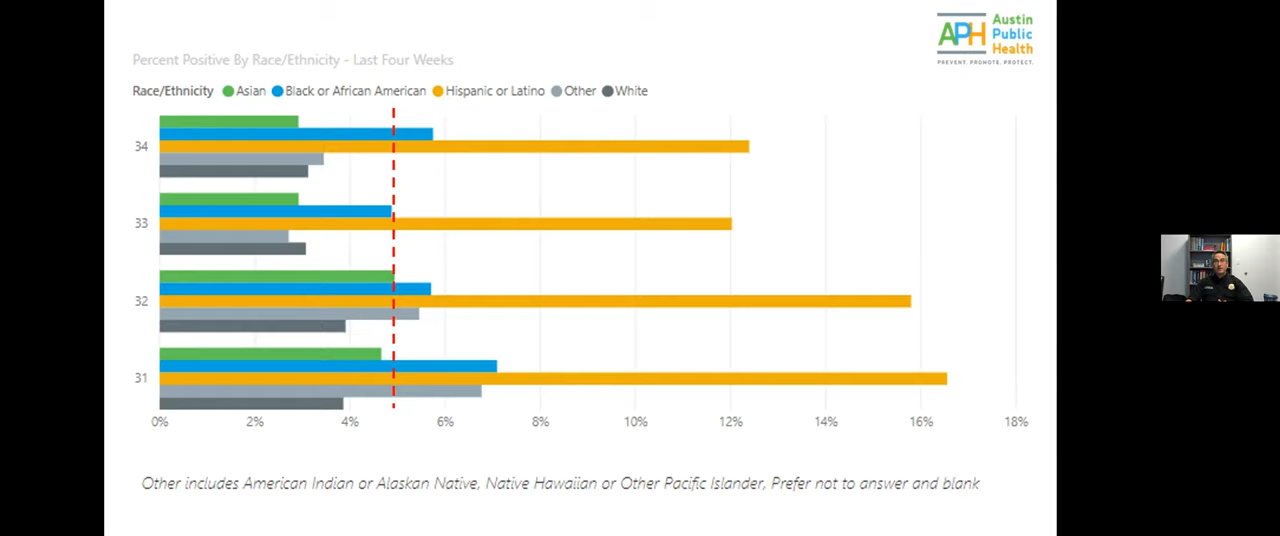 APH
Austin
Public
Health
PREVENT. PROMOTE. PROTECT.
Percent Positive By Race/Ethnicity - Last Four Weeks
Race/Ethnicity Asian Black or African American Hispanic or Latino Other White
34
33
32
31
0% 2% 4% 6% 8% 10% 12% 14% 16% 18%
Other includes American Indian or Alaskan Native, Native Hawaiian or Other Pacific Islander, Prefer not to answer and blank